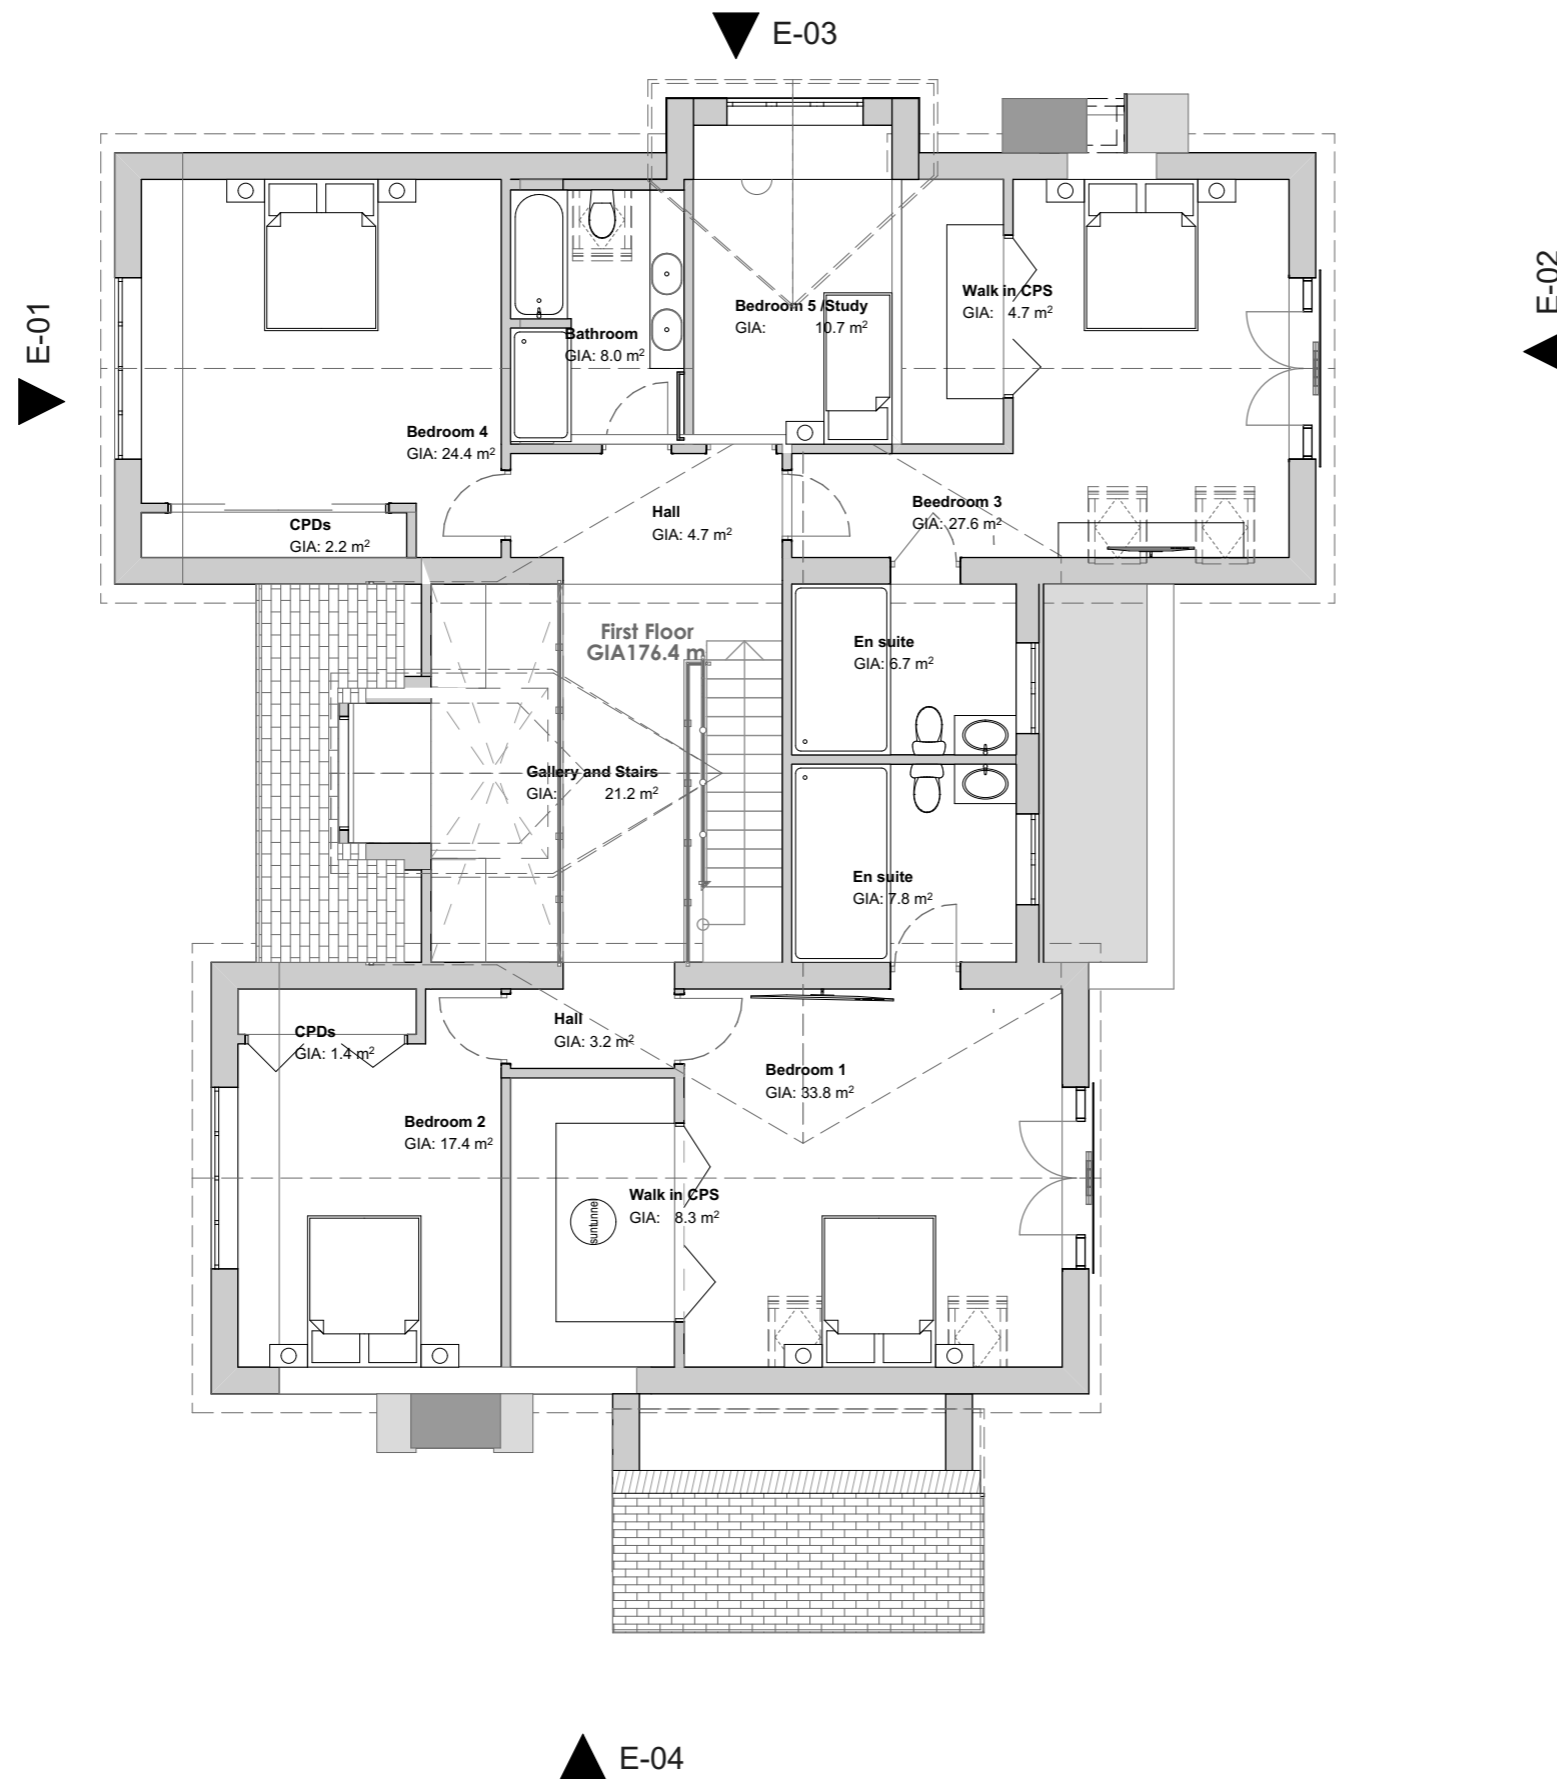 E-03
E-01
E-02
Bedroom 5 /Study
GIA: 10.7 m²
Walk in CPS
GIA: 4.7 m²
Bathroom
GIA: 8.0 m²
Bedroom 4
GIA: 24.4 m²
Hall
GIA: 4.7 m²
Beedroom 3
GIA: 27.6 m²
CPDs
GIA: 2.2 m²
First Floor
GIA176.4 m
En suite
GIA: 6.7 m²
Gallery and Stairs
GIA: 21.2 m²
En suite
GIA: 7.8 m²
CPDs
GIA: 1.4 m²
Hall
GIA: 3.2 m²
Bedroom 1
GIA: 33.8 m²
Bedroom 2
GIA: 17.4 m²
Walk in CPS
GIA: 8.3 m²
suntunne
E-04